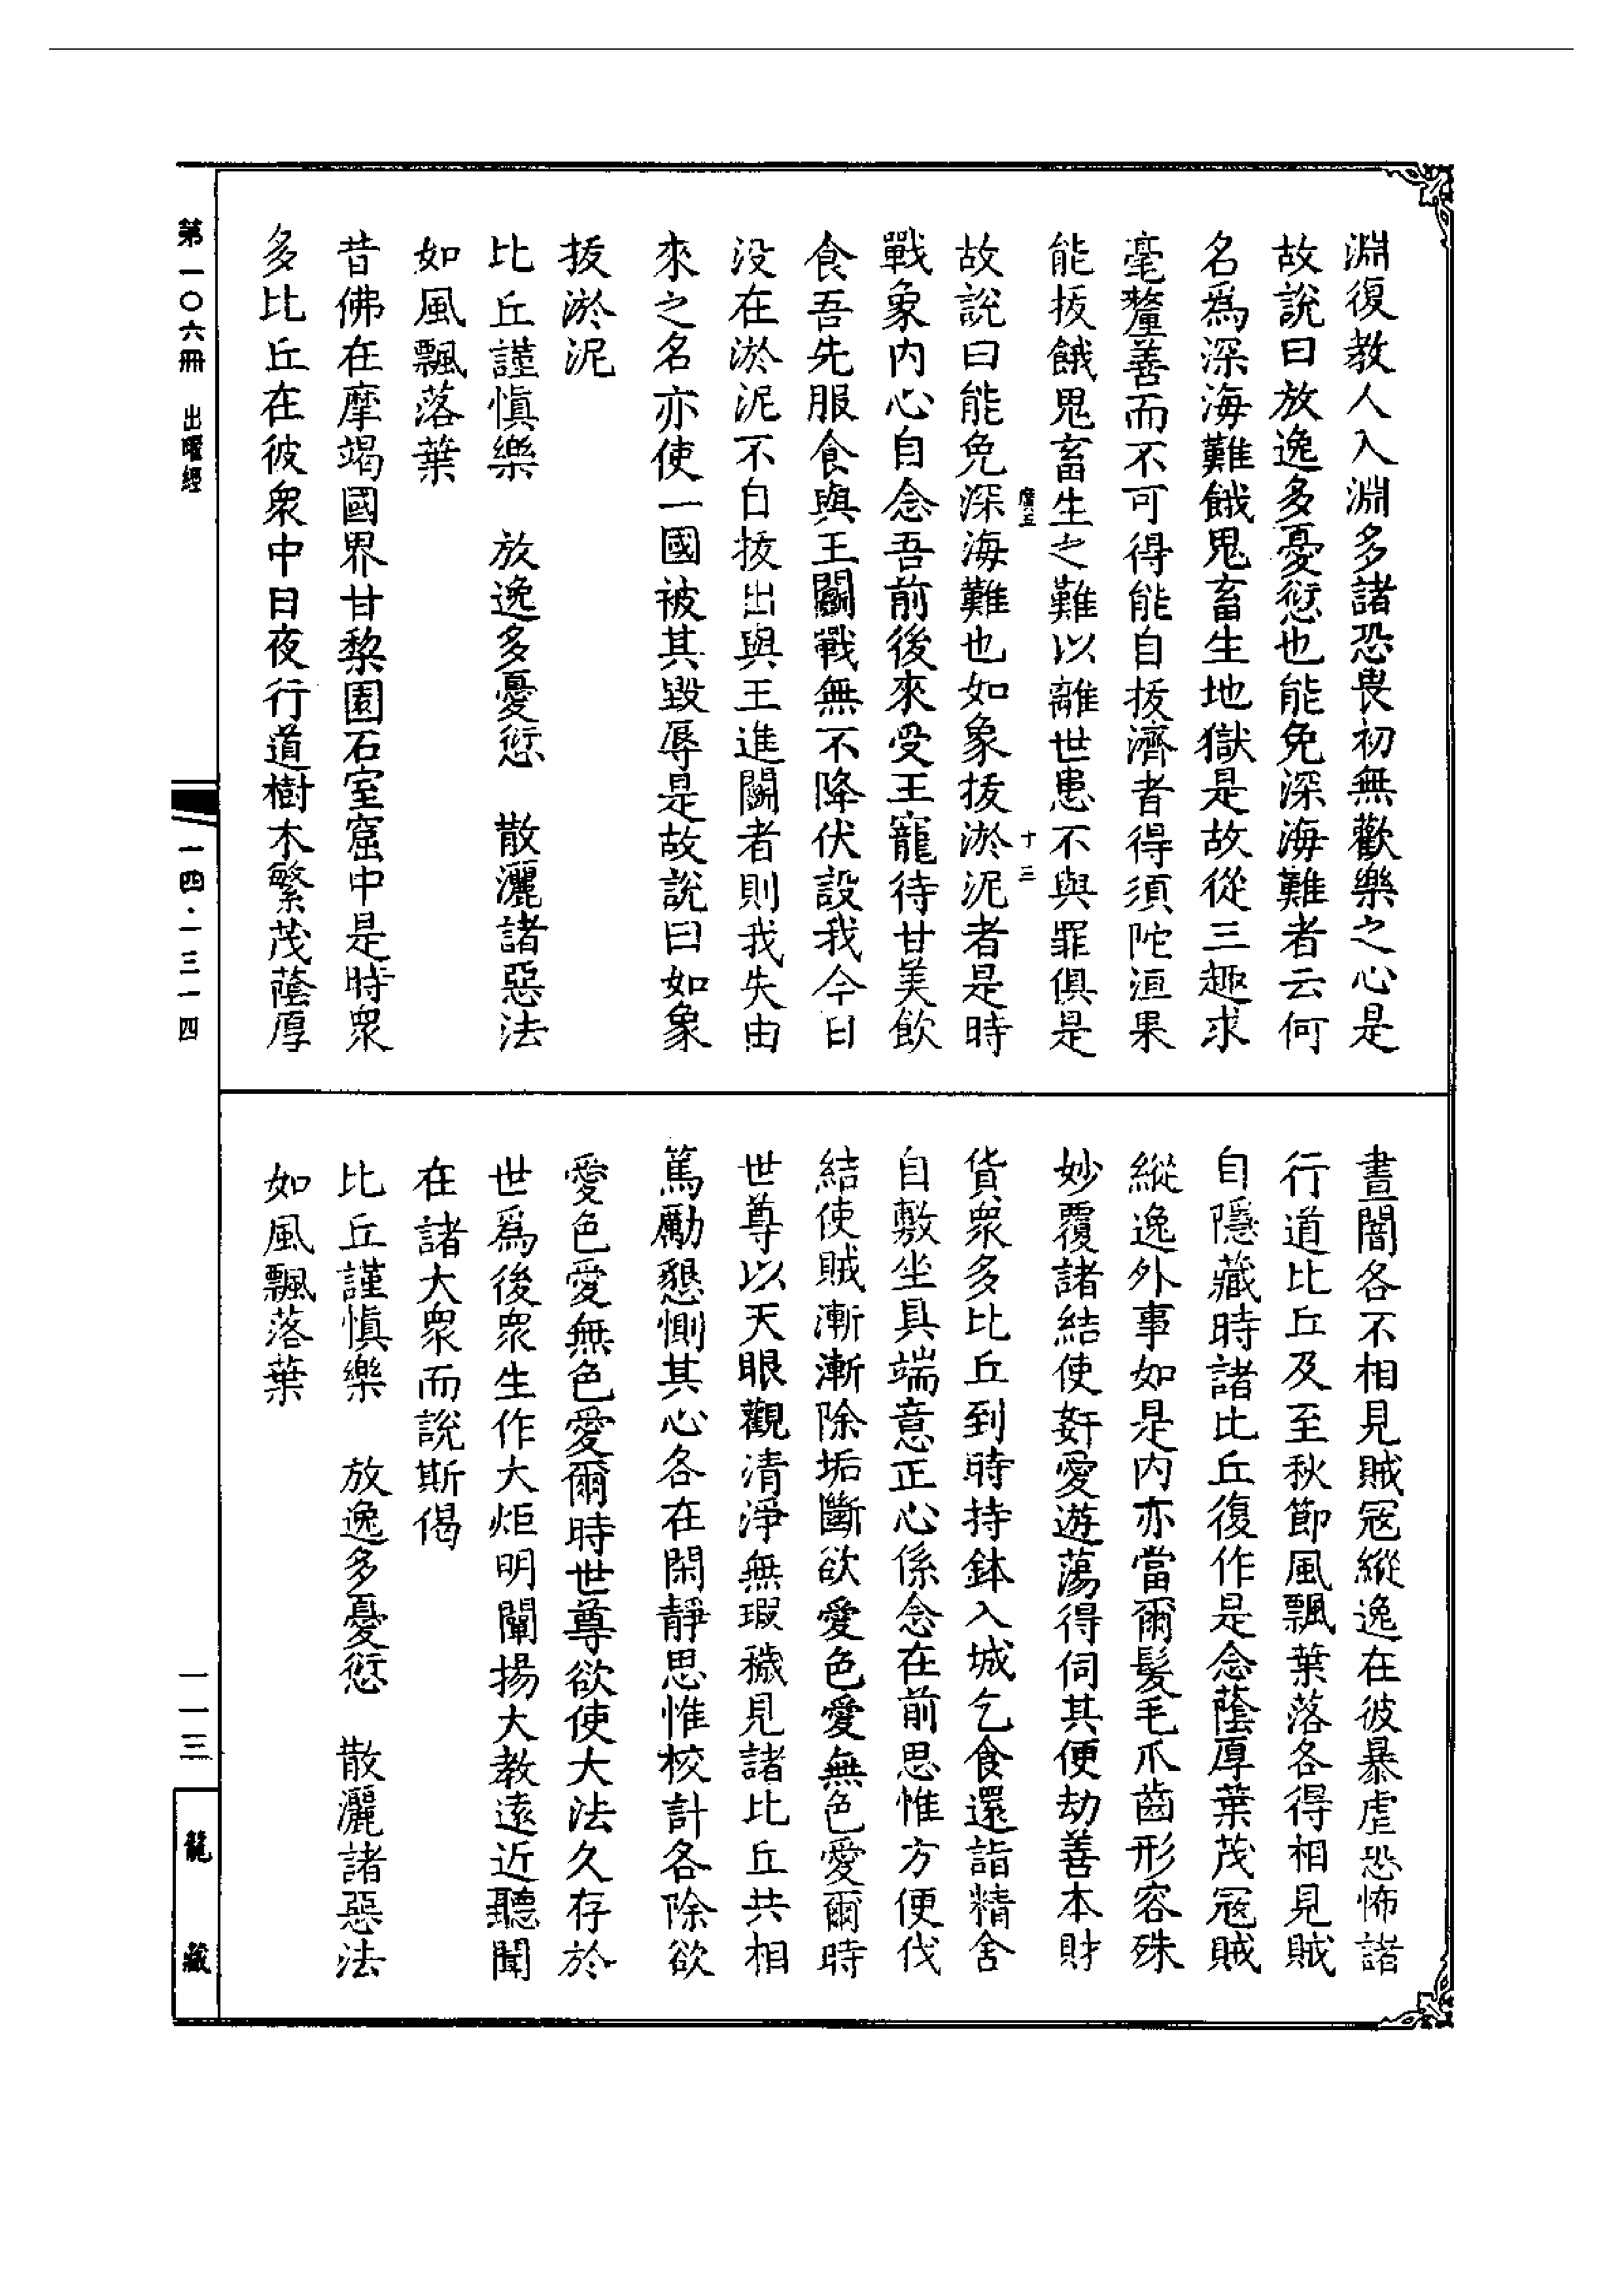 淵復教人入淵多諸恐畏初無歡樂之心是
故說曰放逸多憂愆也能免深海難者云何
名爲深海難餓鬼畜生地獄是故從三趣求
毫釐善而不可得能自拔濟者得須陀洹果
能拔餓鬼畜生之難以離世患不與罪俱是
廣五
十三
故說曰能免深海難也如象拔淤泥者是時
戰象內心自念吾前後來受王寵待甘美飲
食吾先服食與王鬬戰無不降伏設我今日
没在淤泥不自拔出與王進鬬者則我失由
來之名亦使一國被其毀辱是故說曰如象
拔淤泥
比丘謹慎樂　放逸多憂愆　散灑諸惡法
如風飄落葉
昔佛在摩竭國界甘棃園石室窟中是時衆
多比丘在彼衆中日夜行道樹木繁茂蔭厚
晝闇各不相見賊寇縱逸在彼暴虐恐怖諸
行道比丘及至秋節風飄葉落各得相見賊
自隱藏時諸比丘復作是念蔭厚葉茂寇賊
縱逸外事如是內亦當爾髮毛爪齒形容殊
妙覆諸結使姧愛遊蕩得伺其便劫善本財
貨衆多比丘到時持鉢入城乞食還詣精舍
自敷坐具端意正心係念在前思惟方便伐
結使賊漸漸除垢斷欲愛色愛無色愛爾時
世尊以天眼觀清淨無瑕穢見諸比丘共相
篤勵懇惻其心各在閑靜思惟校計各除欲
愛色愛無色愛爾時世尊欲使大法久存於
世爲後衆生作大炬明闡揚大教遠近聽聞
在諸大衆而說斯偈
比丘謹慎樂　放逸多憂愆　散灑諸惡法
如風飄落葉
第一〇六冊　出曜經
一四·一三一四
一一三
龍藏